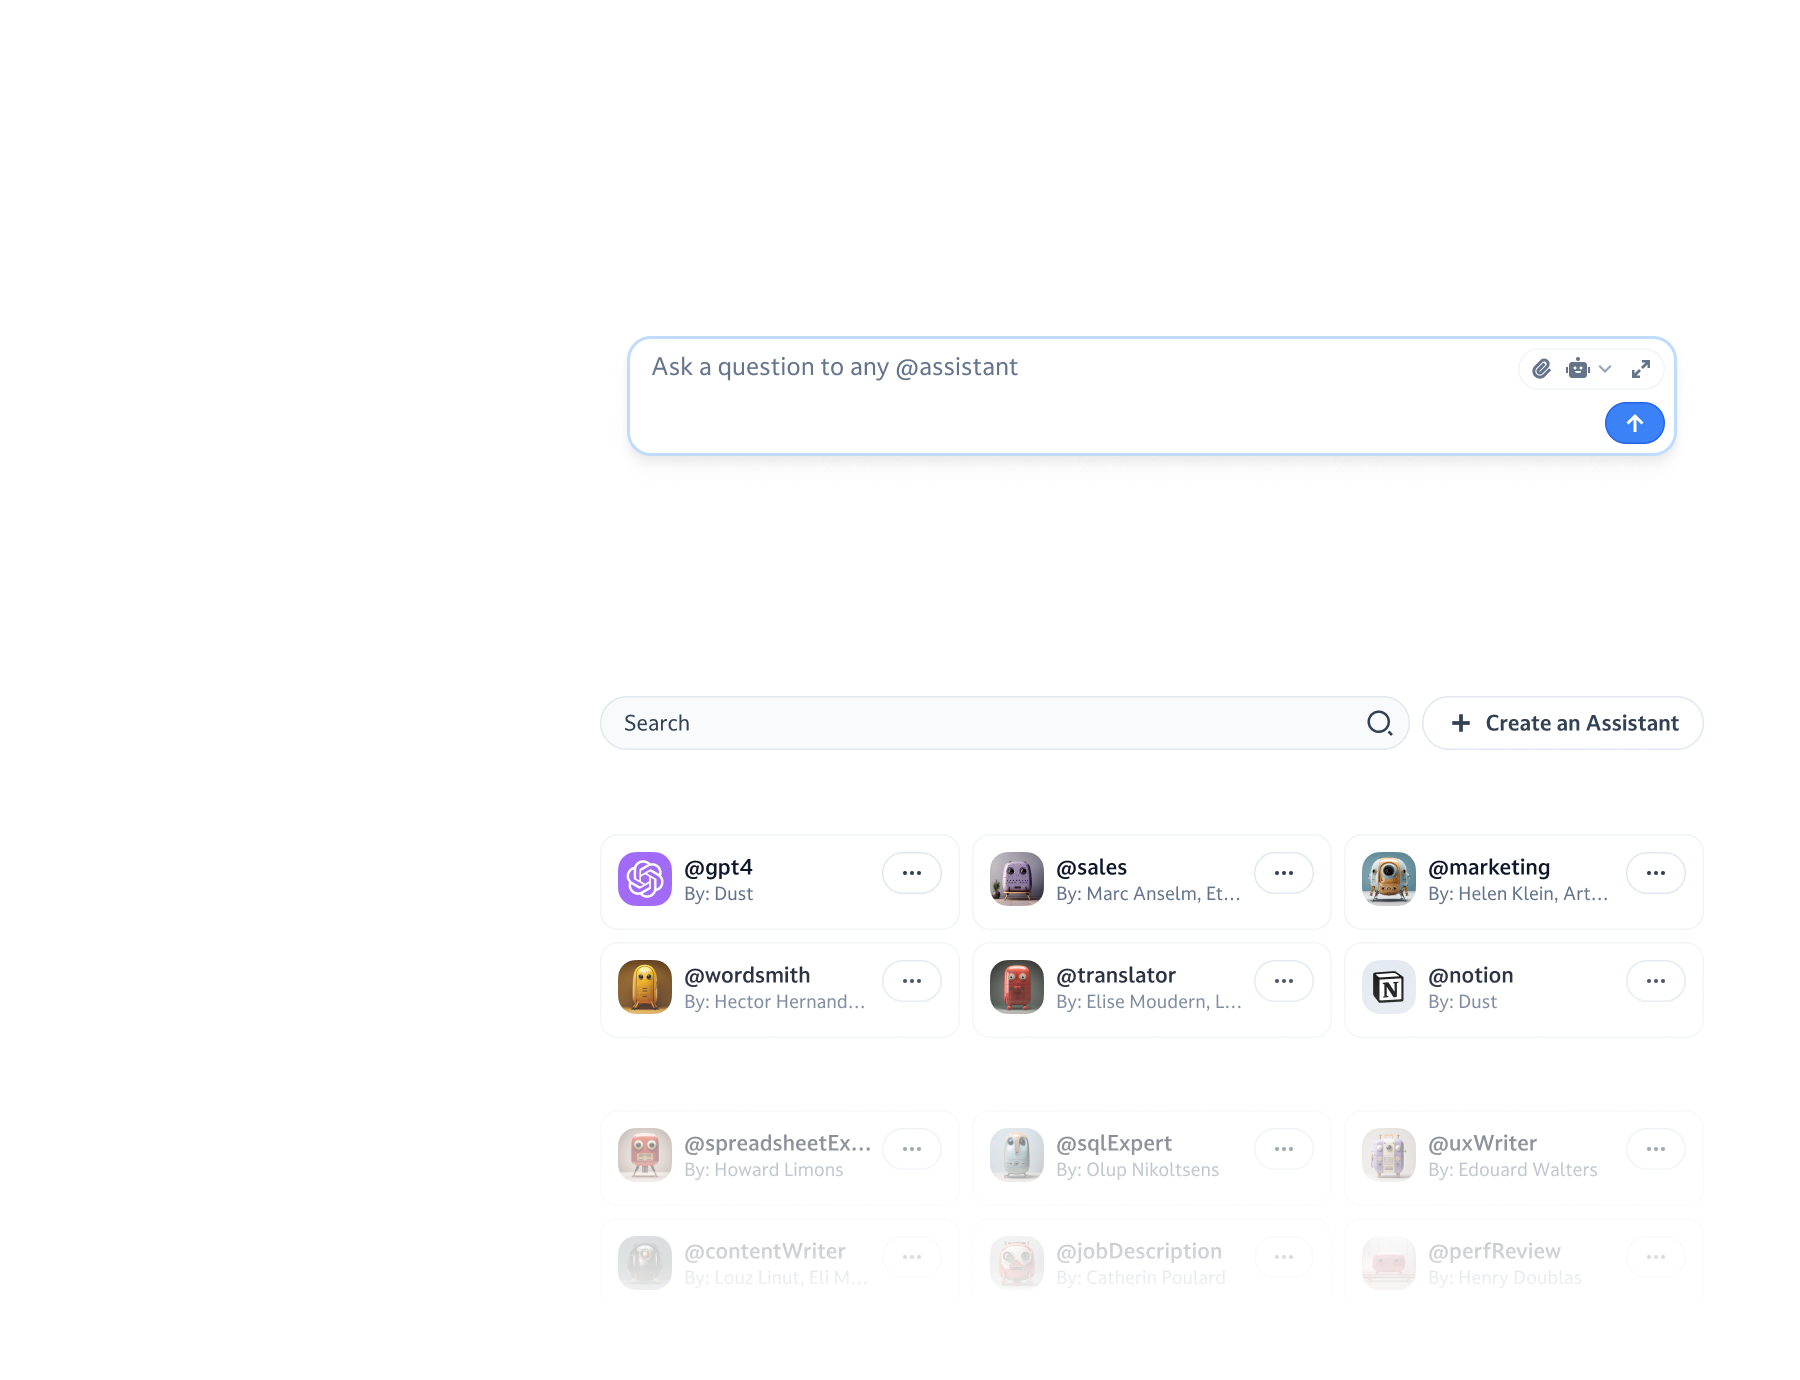 Ask a question to any @assistant
Search
Create an Assistant
@gpt4
By: Dust
@sales
By: Marc Anselm, Et...
@marketing
By: Helen Klein, Art...
@wordsmith
By: Hector Hernand...
@translator
By: Elise Moudern, L...
@notion
By: Dust
@spreadsheetEx...
By: Howard Limons
@sqlExpert
By: Olup Nikoltsens
@uxWriter
By: Edouard Walters
@contentWriter
By: Louz Linut, Eli M...
@jobDescription
By: Catherin Poulard
@perfReview
By: Henry Doublas